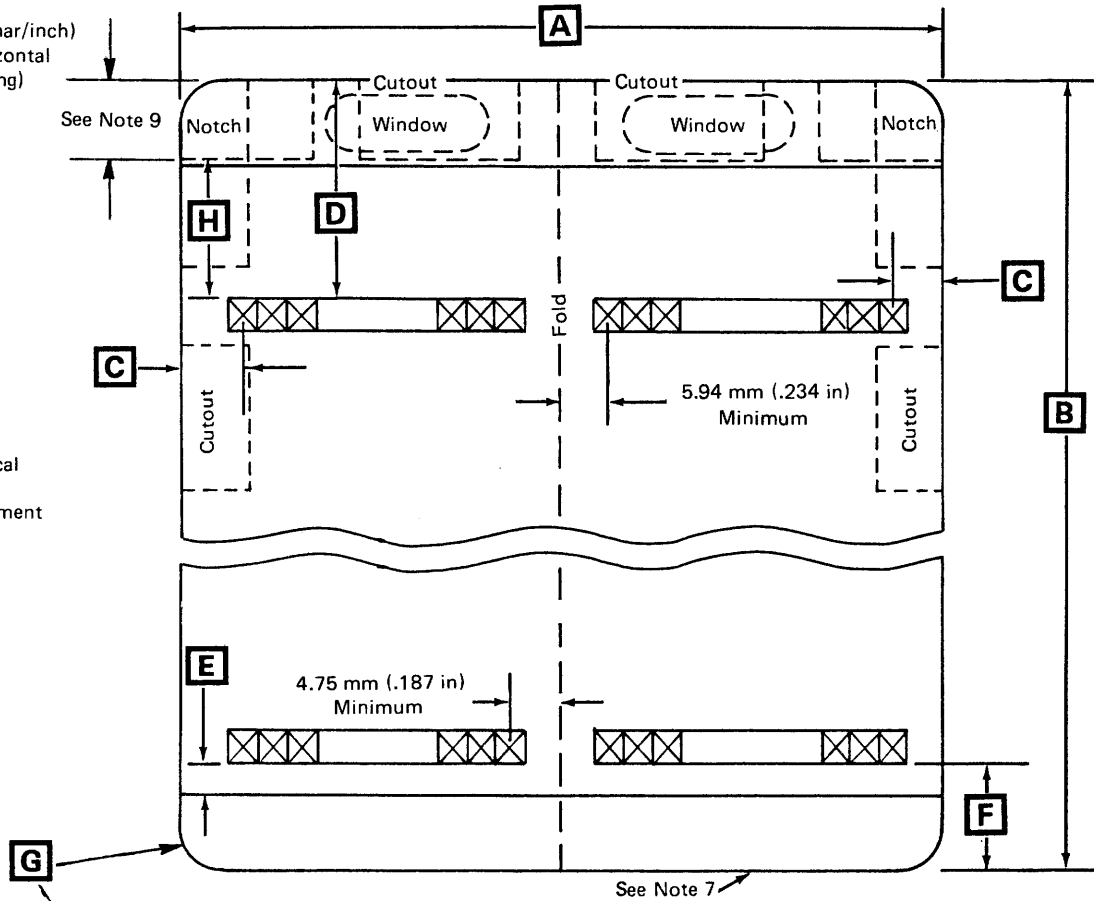 A
ar/inch)
zontal
ng)
Cutout
Cutout
See Note 9
Notch
Window
Window
Notch
H
D
C
Fold
C
5.94 mm (.234 in)
Minimum
B
Cutout
Cutout
cal
ment
E
4.75 mm (.187 in)
Minimum
F
G
See Note 7